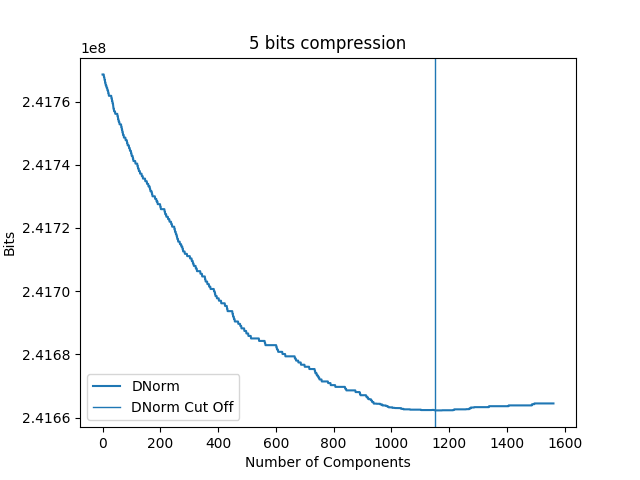 5 bits compression
1e8
2.4176
2.4174
2.4172
2.4170
2.4168
2.4166
Bits
DNorm
DNorm Cut Off
0 200 400 600 800 1000 1200 1400 1600
Number of Components